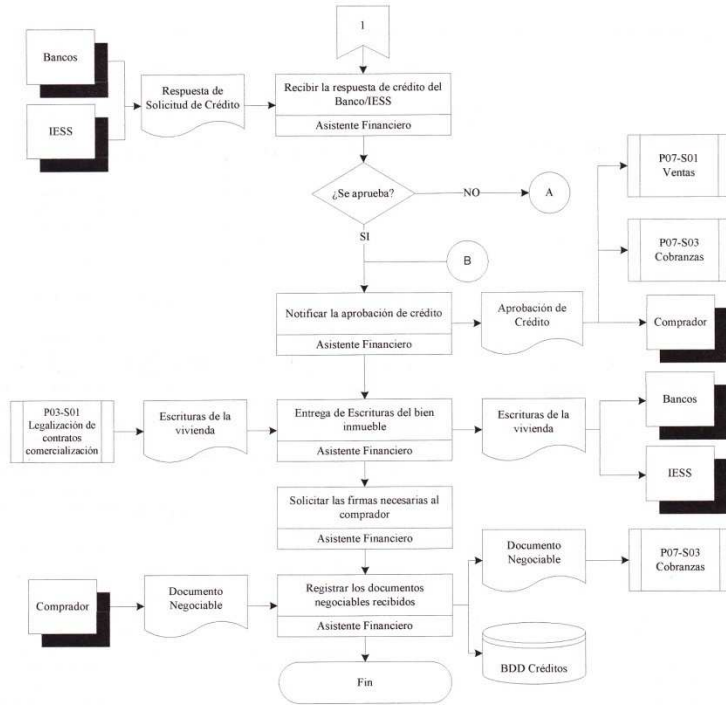 1
Bancos
IESS
Respuesta de
Solicitud de Crédito
Recibir la respuesta de crédito del
Banco/IESS
Asistente Financiero
¿Se aprueba?
NO
A
SI
B
P07-S01
Ventas
P07-S03
Cobranzas
Notificar la aprobación de crédito
Asistente Financiero
Aprobación de
Crédito
Comprador
P03-S01
Legalización de
contratos
comercialización
Escrituras de la
vivienda
Entrega de Escrituras del bien
inmueble
Asistente Financiero
Escrituras de la
vivienda
Bancos
IESS
Solicitar las firmas necesarias al
comprador
Asistente Financiero
Comprador
Documento
Negociable
Registrar los documentos
negociables recibidos
Asistente Financiero
Documento
Negociable
P07-S03
Cobranzas
BDD Créditos
Fin